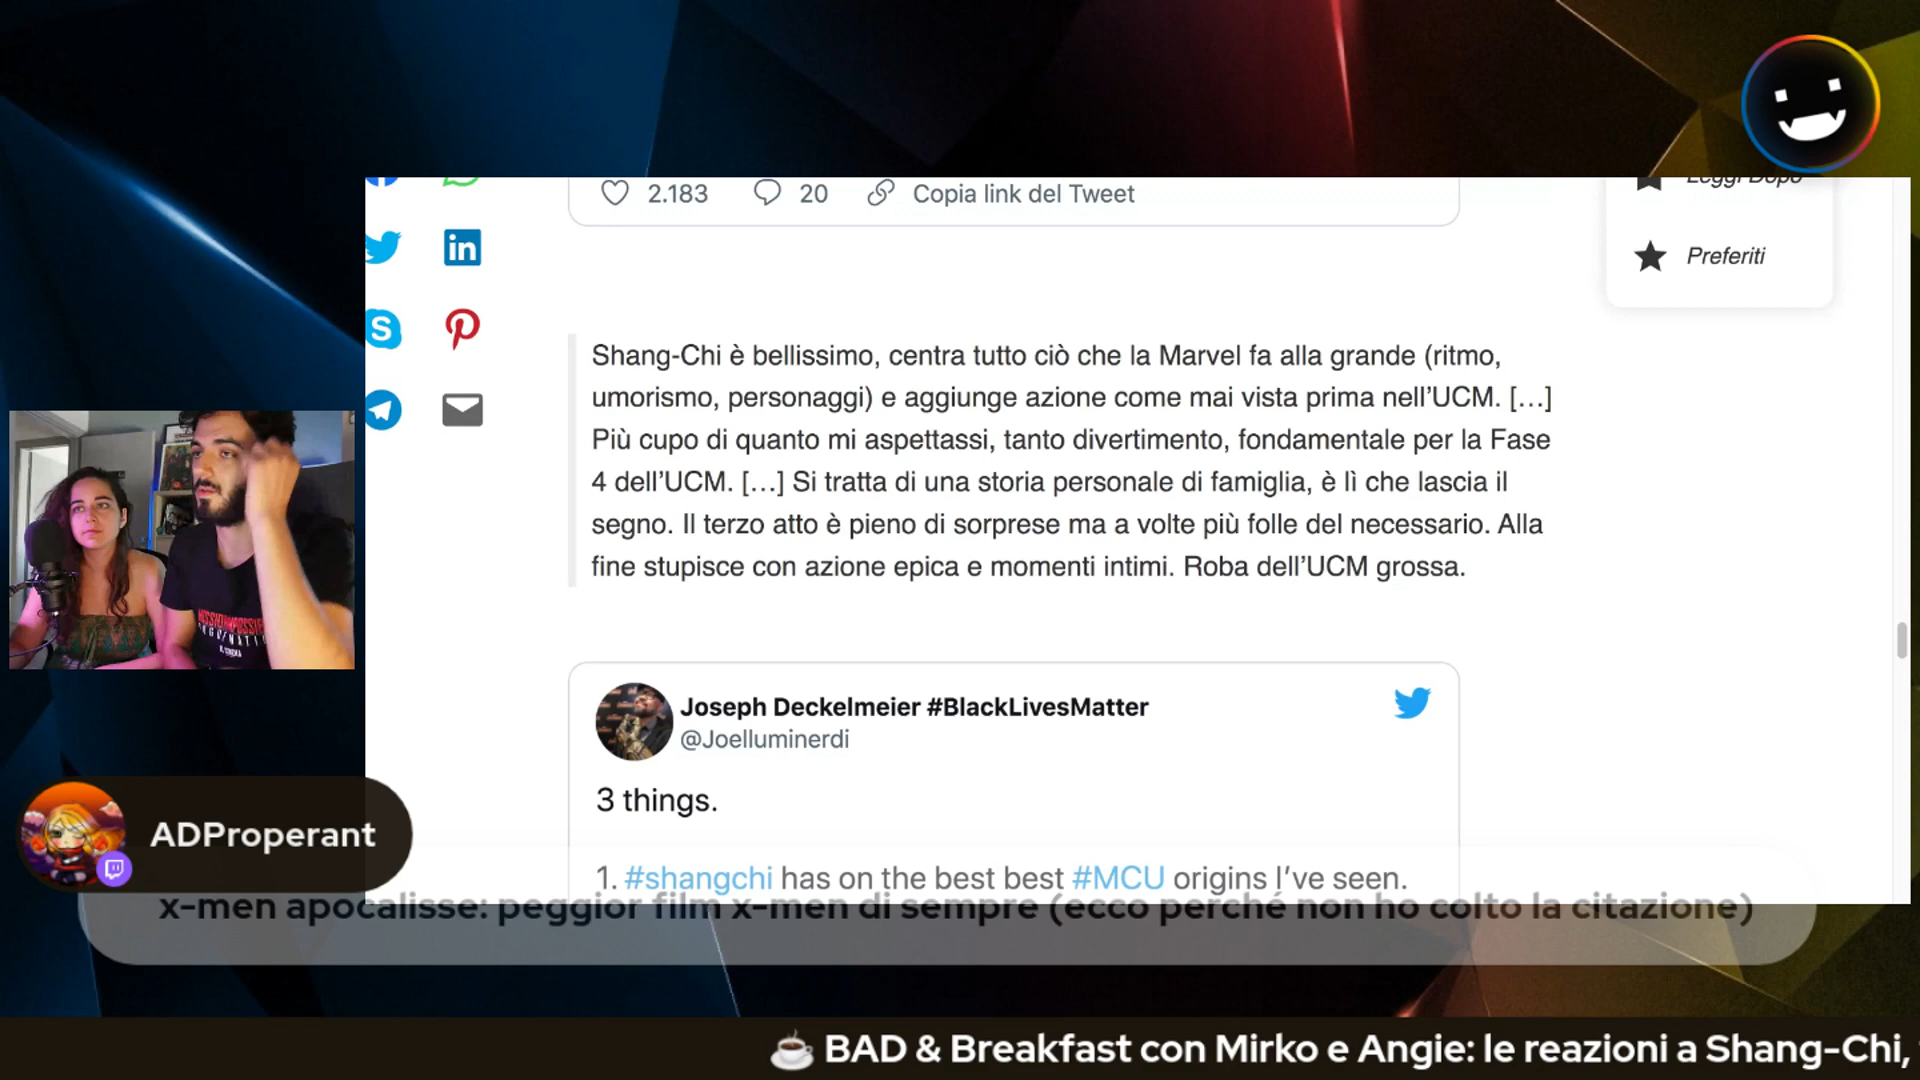 2.183 20 Copia link del Tweet
Leggi Dopo
Preferiti
in
S
Shang-Chi è bellissimo, centra tutto ciò che la Marvel fa alla grande (ritmo,
umorismo, personaggi) e aggiunge azione come mai vista prima nell’UCM. […]
Più cupo di quanto mi aspettassi, tanto divertimento, fondamentale per la Fase
4 dell’UCM. […] Si tratta di una storia personale di famiglia, è lì che lascia il
segno. Il terzo atto è pieno di sorprese ma a volte più folle del necessario. Alla
fine stupisce con azione epica e momenti intimi. Roba dell’UCM grossa.
Joseph Deckelmeier #BlackLivesMatter
@Joelluminerdi
3 things.
1. #shangchi has on the best best #MCU origins I’ve seen.
ADProperant
x-men apocalisse: peggior film x-men di sempre (ecco perché non ho colto la citazione)
BAD & Breakfast con Mirko e Angie: le reazioni a Shang-Chi,